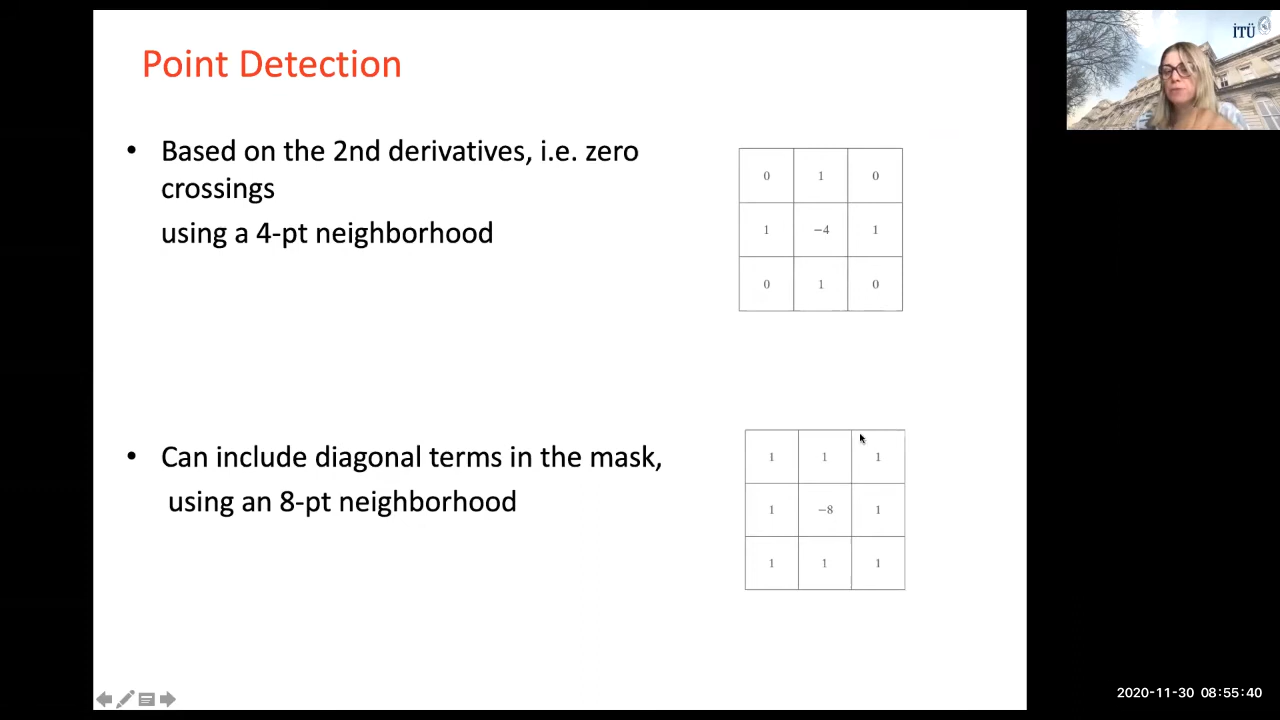 Point Detection
İTÜ
• Based on the 2nd derivatives, i.e. zero
crossings
using a 4-pt neighborhood
0 1 0
1 −4 1
0 1 0
• Can include diagonal terms in the mask,
using an 8-pt neighborhood
1 1 1
1 −8 1
1 1 1
2020-11-30 08:55:40